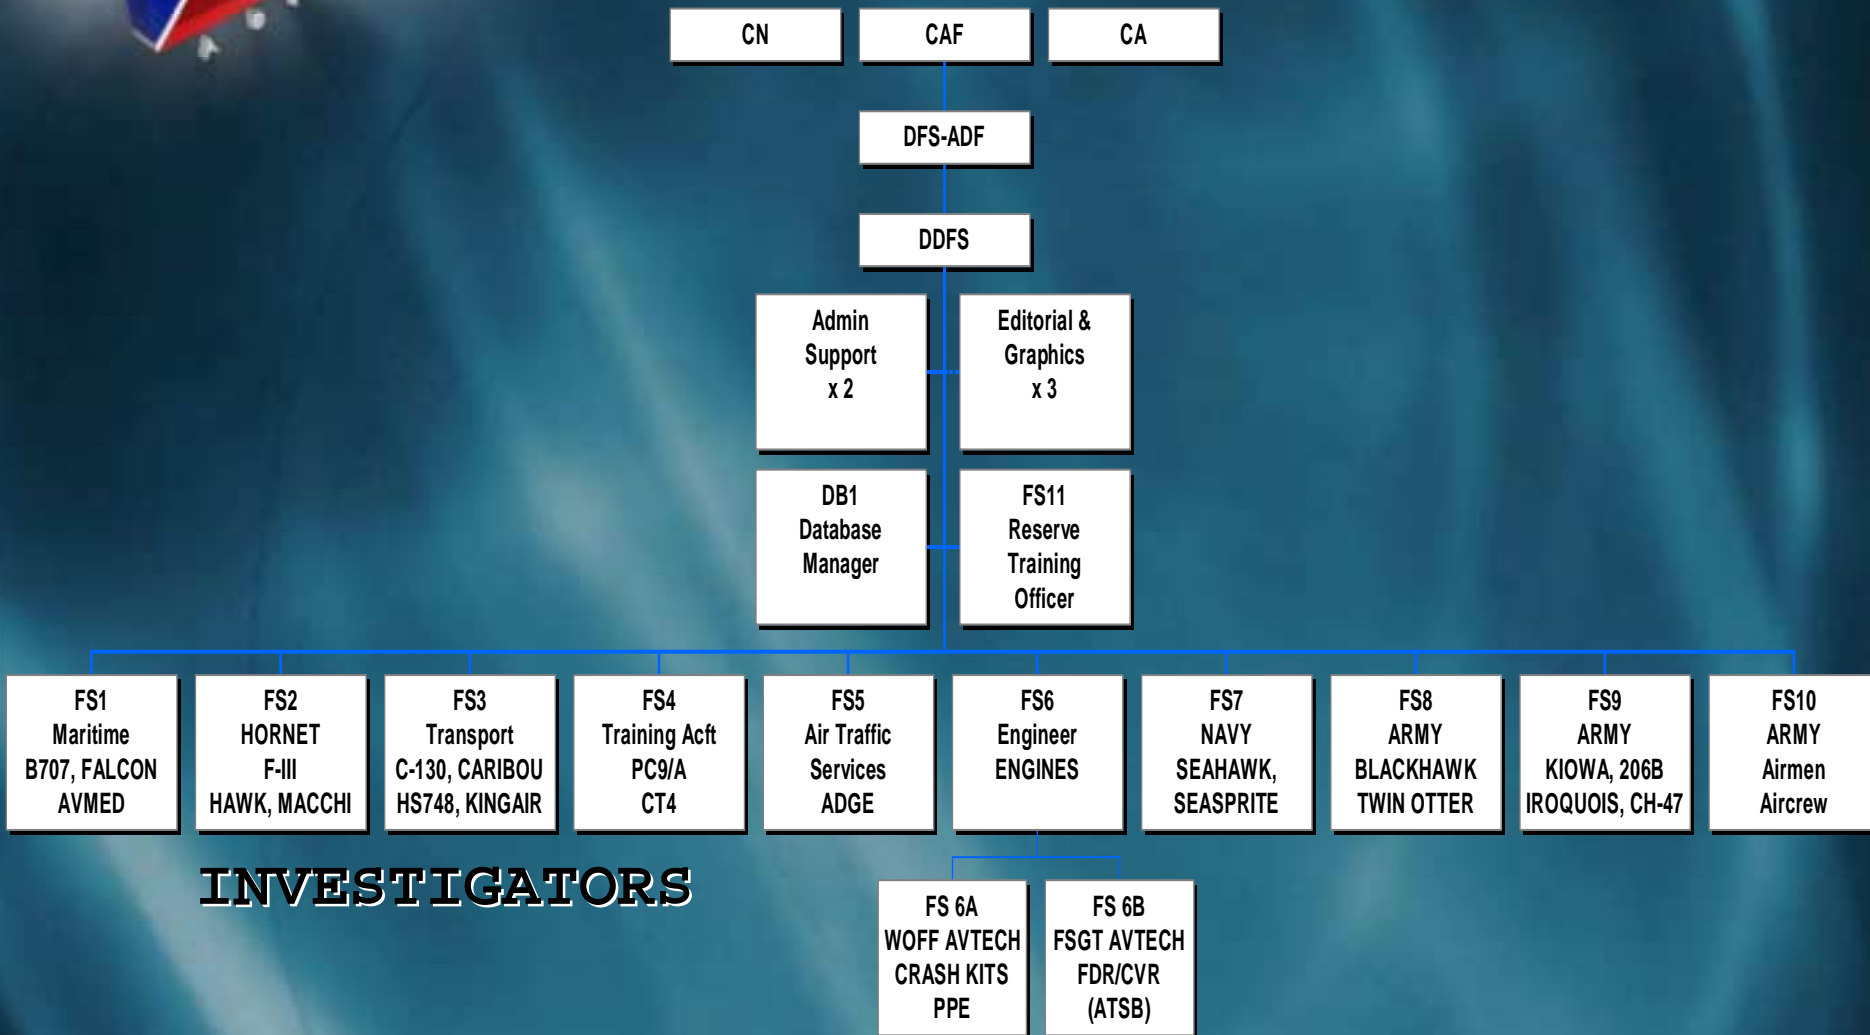 CN
CAF
CA
DFS-ADF
DDFS
Admin
Support
x 2
Editorial &
Graphics
x 3
DB1
Database
Manager
FS11
Reserve
Training
Officer
FS1
Maritime
B707, FALCON
AVMED
FS2
HORNET
F-III
HAWK, MACCHI
FS3
Transport
C-130, CARIBOU
HS748, KINGAIR
FS4
Training Acft
PC9/A
CT4
FS5
Air Traffic
Services
ADGE
FS6
Engineer
ENGINES
FS7
NAVY
SEAHAWK,
SEASPRITE
FS8
ARMY
BLACKHAWK
TWIN OTTER
FS9
ARMY
KIOWA, 206B
IROQUOIS, CH-47
FS10
ARMY
Airmen
Aircrew
INVESTIGATORS
FS 6A
WOFF AVTECH
CRASH KITS
PPE
FS 6B
FSGT AVTECH
FDR/CVR
(ATSB)